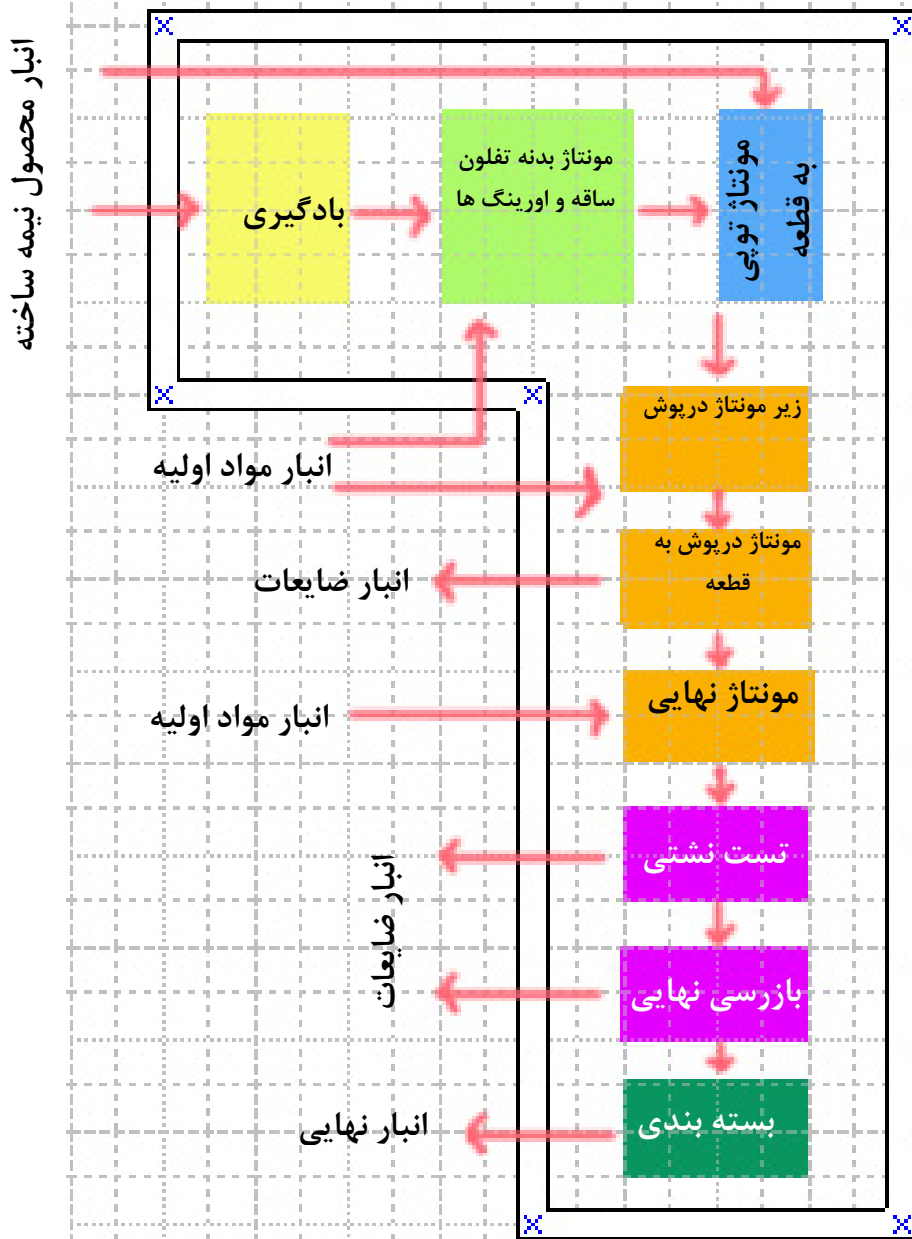 انبار محصول نیمه ساخته
بادگیری
مونتاژ بدنه تفلون
ساقه و اورینگ ها
مونتاژ توپی
به قطعه
زیر مونتاژ درپوش
انبار مواد اولیه
مونتاژ درپوش به
قطعه
انبار ضایعات
مونتاژ نهایی
انبار مواد اولیه
تست نشتی
انبار ضایعات
بازرسی نهایی
بسته بندی
انبار نهایی